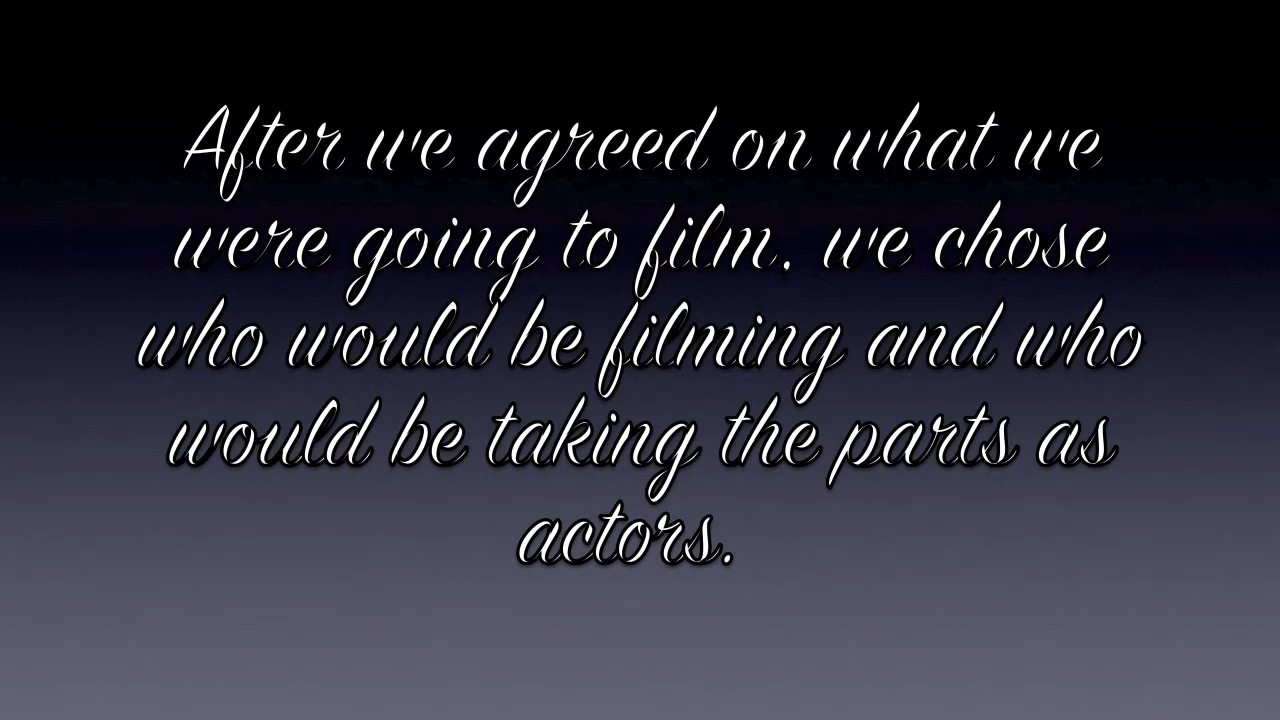 After we agreed on what we
were going to film, we chose
who would be filming and who
would be taking the parts as
actors.